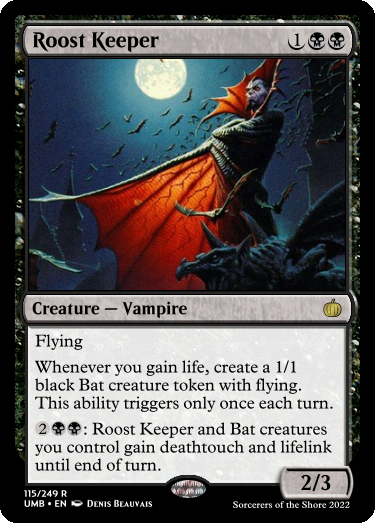 Roost Keeper 1
Creature — Vampire
Flying
Whenever you gain life, create a 1/1
black Bat creature token with flying.
This ability triggers only once each turn.
2: Roost Keeper and Bat creatures
you control gain deathtouch and lifelink
until end of turn.
2/3
115/249 R
UMB • EN Denis Beauvais
Sorcerers of the Shore 2022